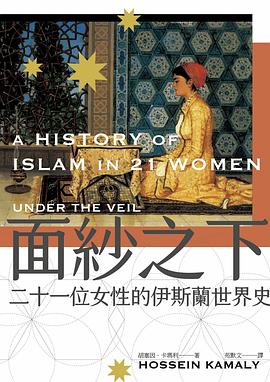 A HISTORY OF
ISLAM IN 21 WOMEN
UNDER THE VEIL
面紗之下
二十一位女性的伊斯蘭世界史
胡塞因・卡瑪利——著 苑默文——譯
HOSSEIN KAMALY